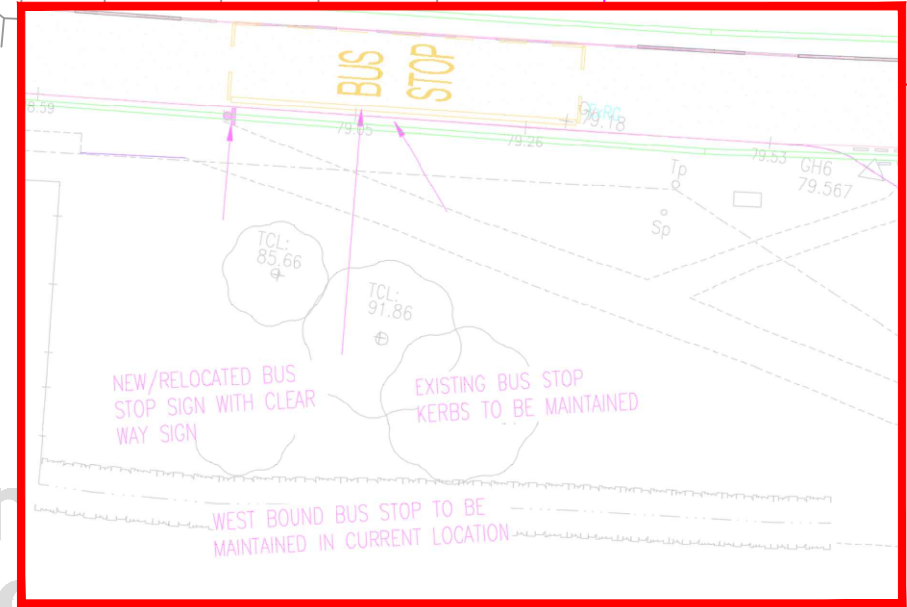 BUS
STOP
8.59
79.05
79.26
79.18
79.53
GH6
79.567
Tp
Sp
TCL:
85.66
TCL:
91.86
NEW/RELOCATED BUS
STOP SIGN WITH CLEAR
WAY SIGN
EXISTING BUS STOP
KERBS TO BE MAINTAINED
WEST BOUND BUS STOP TO BE
MAINTAINED IN CURRENT LOCATION